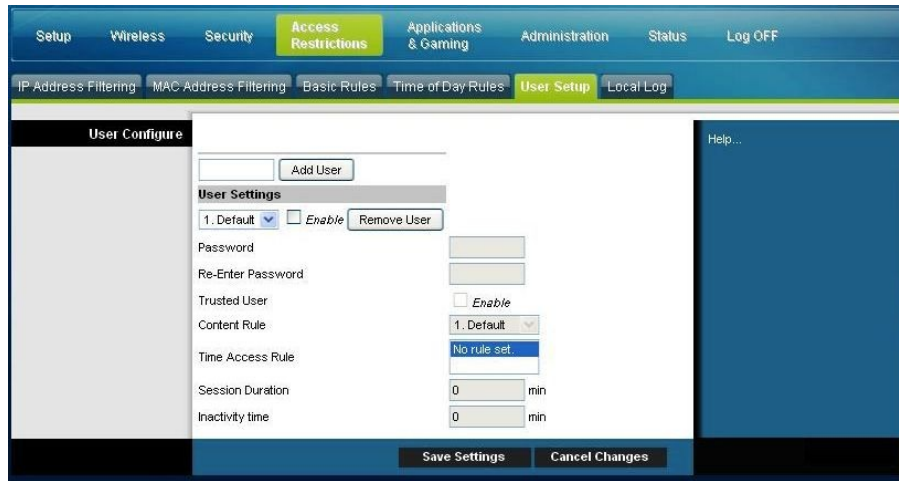 Setup Wireless Security Access Restrictions Applications & Gaming Administration Status Log OFF
IP Address Filtering MAC Address Filtering Basic Rules Time of Day Rules User Setup Local Log
User Configure
Help...
Add User
User Settings
1. Default Enable Remove User
Password
Re-Enter Password
Trusted User Enable
Content Rule 1. Default
Time Access Rule No rule set.
Session Duration 0 min
Inactivity time 0 min
Save Settings Cancel Changes